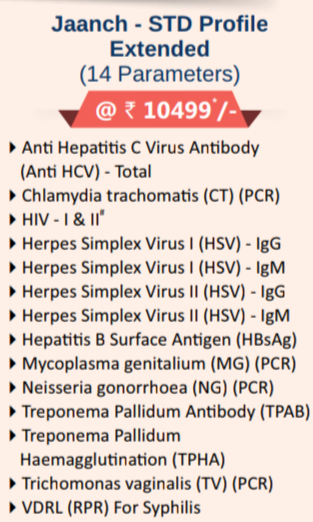 Jaanch - STD Profile
Extended
(14 Parameters)
@ ₹ 10499*/-
Anti Hepatitis C Virus Antibody
(Anti HCV) - Total
Chlamydia trachomatis (CT) (PCR)
HIV - I & II#
Herpes Simplex Virus I (HSV) - IgG
Herpes Simplex Virus I (HSV) - IgM
Herpes Simplex Virus II (HSV) - IgG
Herpes Simplex Virus II (HSV) - IgM
Hepatitis B Surface Antigen (HBsAg)
Mycoplasma genitalium (MG) (PCR)
Neisseria gonorrhoea (NG) (PCR)
Treponema Pallidum Antibody (TPAB)
Treponema Pallidum
Haemagglutination (TPHA)
Trichomonas vaginalis (TV) (PCR)
VDRL (RPR) For Syphilis